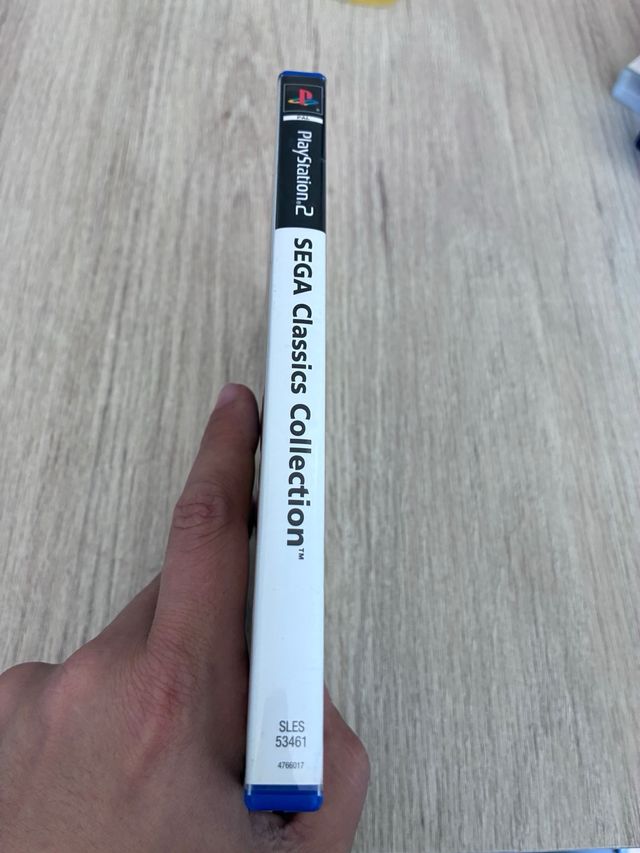 PAL
PlayStation®2
SEGA Classics Collection™
SLES
53461
4766017